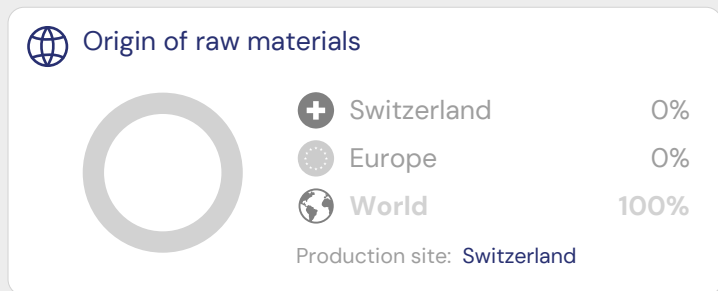 Origin of raw materials
Switzerland 0%
Europe 0%
World 100%
Production site: Switzerland